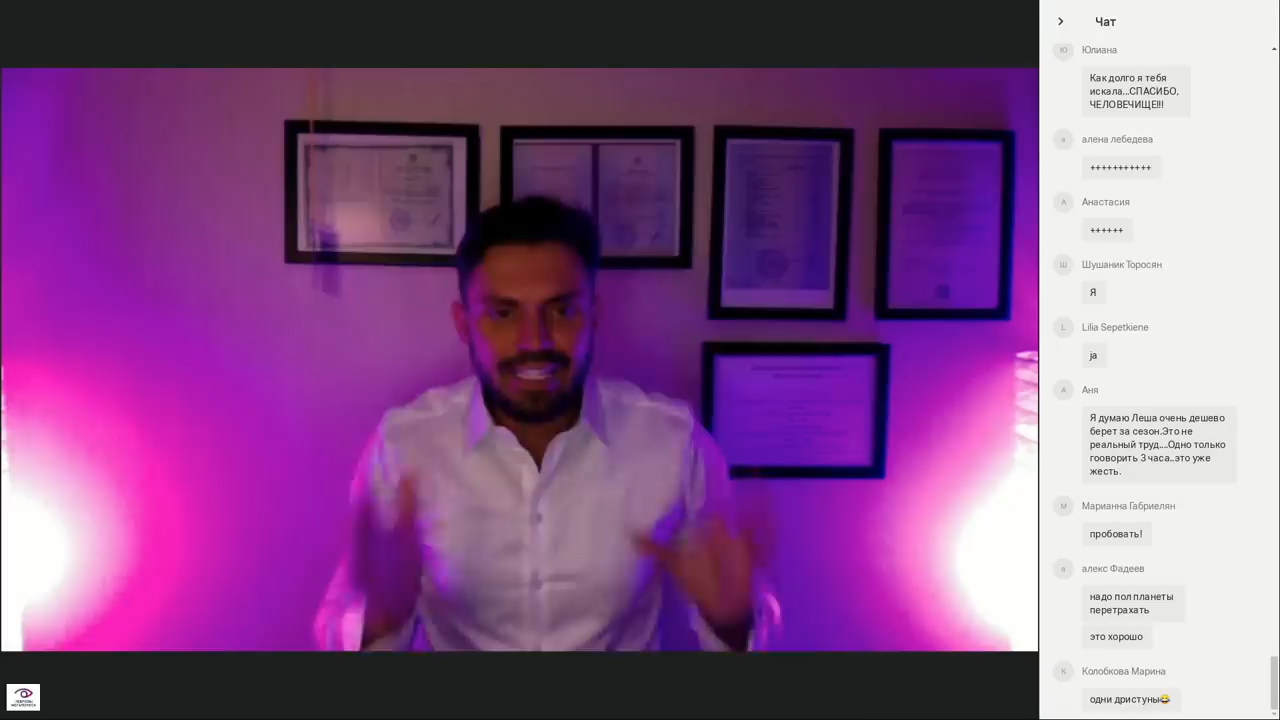 Чат
Ю
Юлиана
Как долго я тебя
искала...СПАСИБО,
ЧЕЛОВЕЧИЩЕ!!!
а
алена лебедева
+++++++++++
А
Анастасия
++++++
Ш
Шушаник Торосян
Я
L
Lilia Sepetkiene
ja
А
Аня
Я думаю Леша очень дешево
берет за сезон.Это не
реальный труд....Одно только
гооворить 3 часа..это уже
жесть.
М
Марианна Габриелян
пробовать!
а
алекс Фадеев
надо пол планеты
перетрахать
это хорошо
К
Колобкова Марина
одни дристуны😂